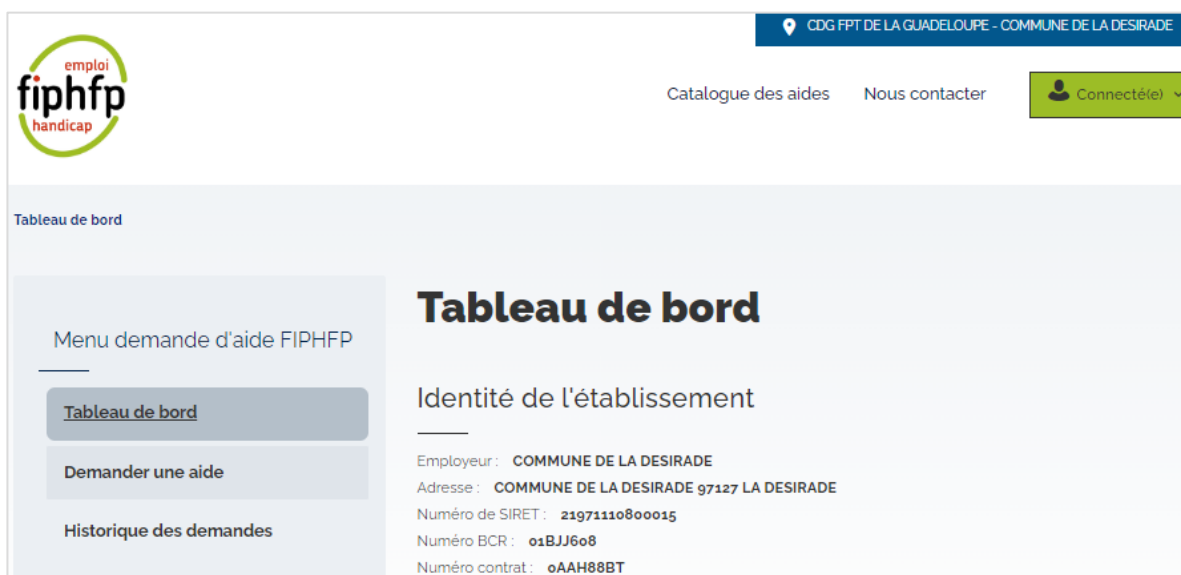 CDG FPT DE LA GUADELOUPE - COMMUNE DE LA DESIRADE
emploi
fiphfp
handicap
Catalogue des aides
Nous contacter
Connecté(e)
Tableau de bord
Menu demande d'aide FIPHFP
Tableau de bord
Demander une aide
Historique des demandes
Tableau de bord
Identité de l'établissement
Employeur : COMMUNE DE LA DESIRADE
Adresse : COMMUNE DE LA DESIRADE 97127 LA DESIRADE
Numéro de SIRET : 21971110800015
Numéro BCR : 01BJJ608
Numéro contrat : 0AAH88BT